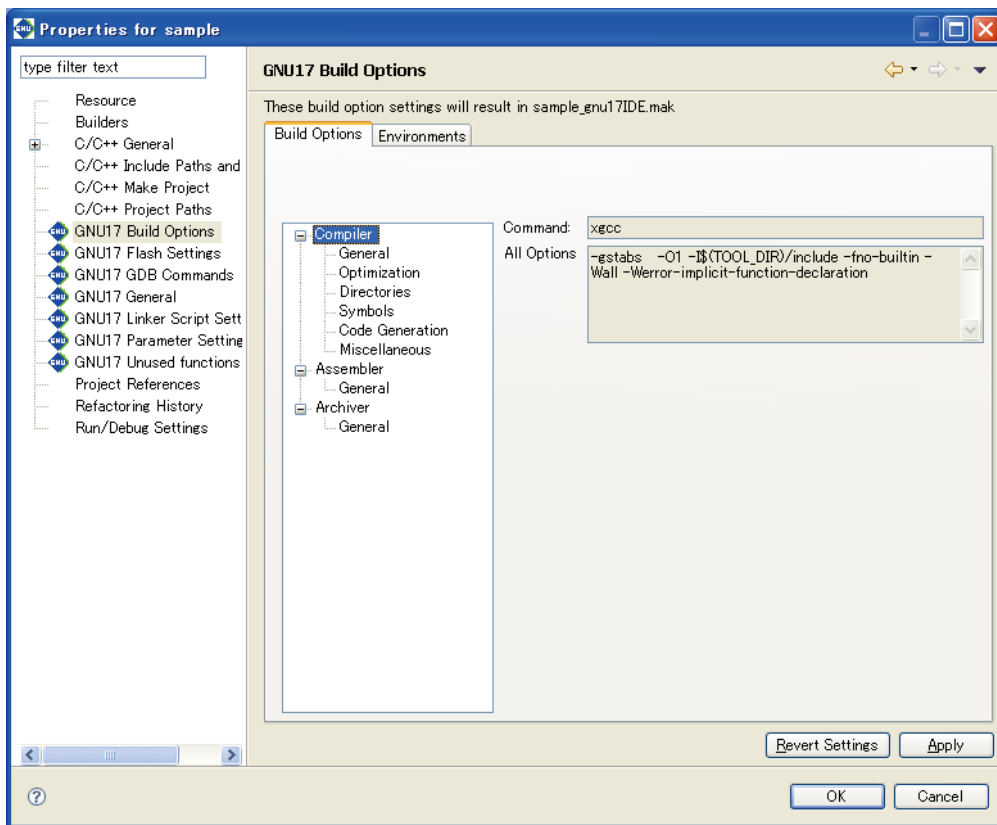 Properties for sample
type filter text
Resource
Builders
C/C++ General
C/C++ Include Paths and
C/C++ Make Project
C/C++ Project Paths
GNU17 Build Options
GNU17 Flash Settings
GNU17 GDB Commands
GNU17 General
GNU17 Linker Script Sett
GNU17 Parameter Setting
GNU17 Unused functions
Project References
Refactoring History
Run/Debug Settings
GNU17 Build Options
These build option settings will result in sample_gnu17IDE.mak
Build Options
Environments
Compiler
General
Optimization
Directories
Symbols
Code Generation
Miscellaneous
Assembler
General
Archiver
General
Command:
xgcc
All Options
-gstabs -O1 -I$(TOOL_DIR)/include -fno-builtin -
Wall -Werror-implicit-function-declaration
Revert Settings
Apply
OK
Cancel